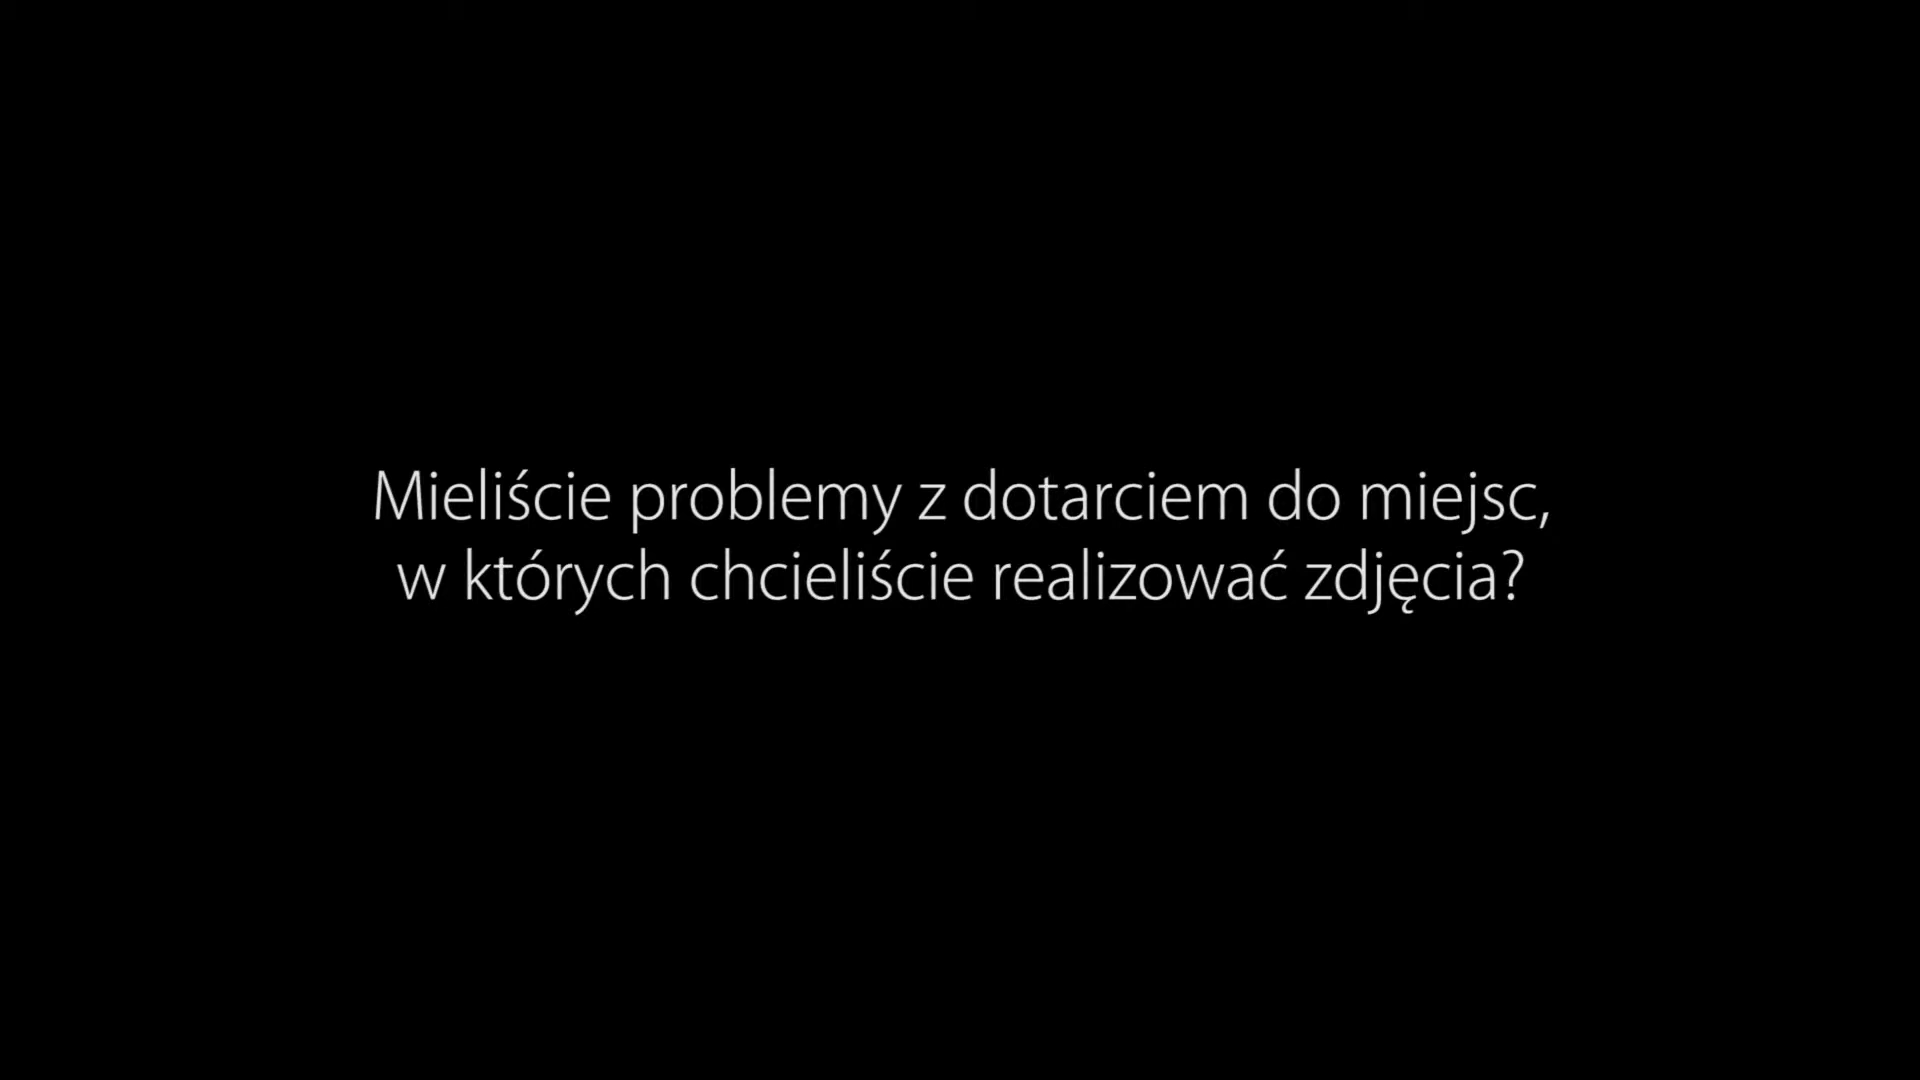 Mieliście problemy z dotarciem do miejsc,
w których chcieliście realizować zdjęcia?